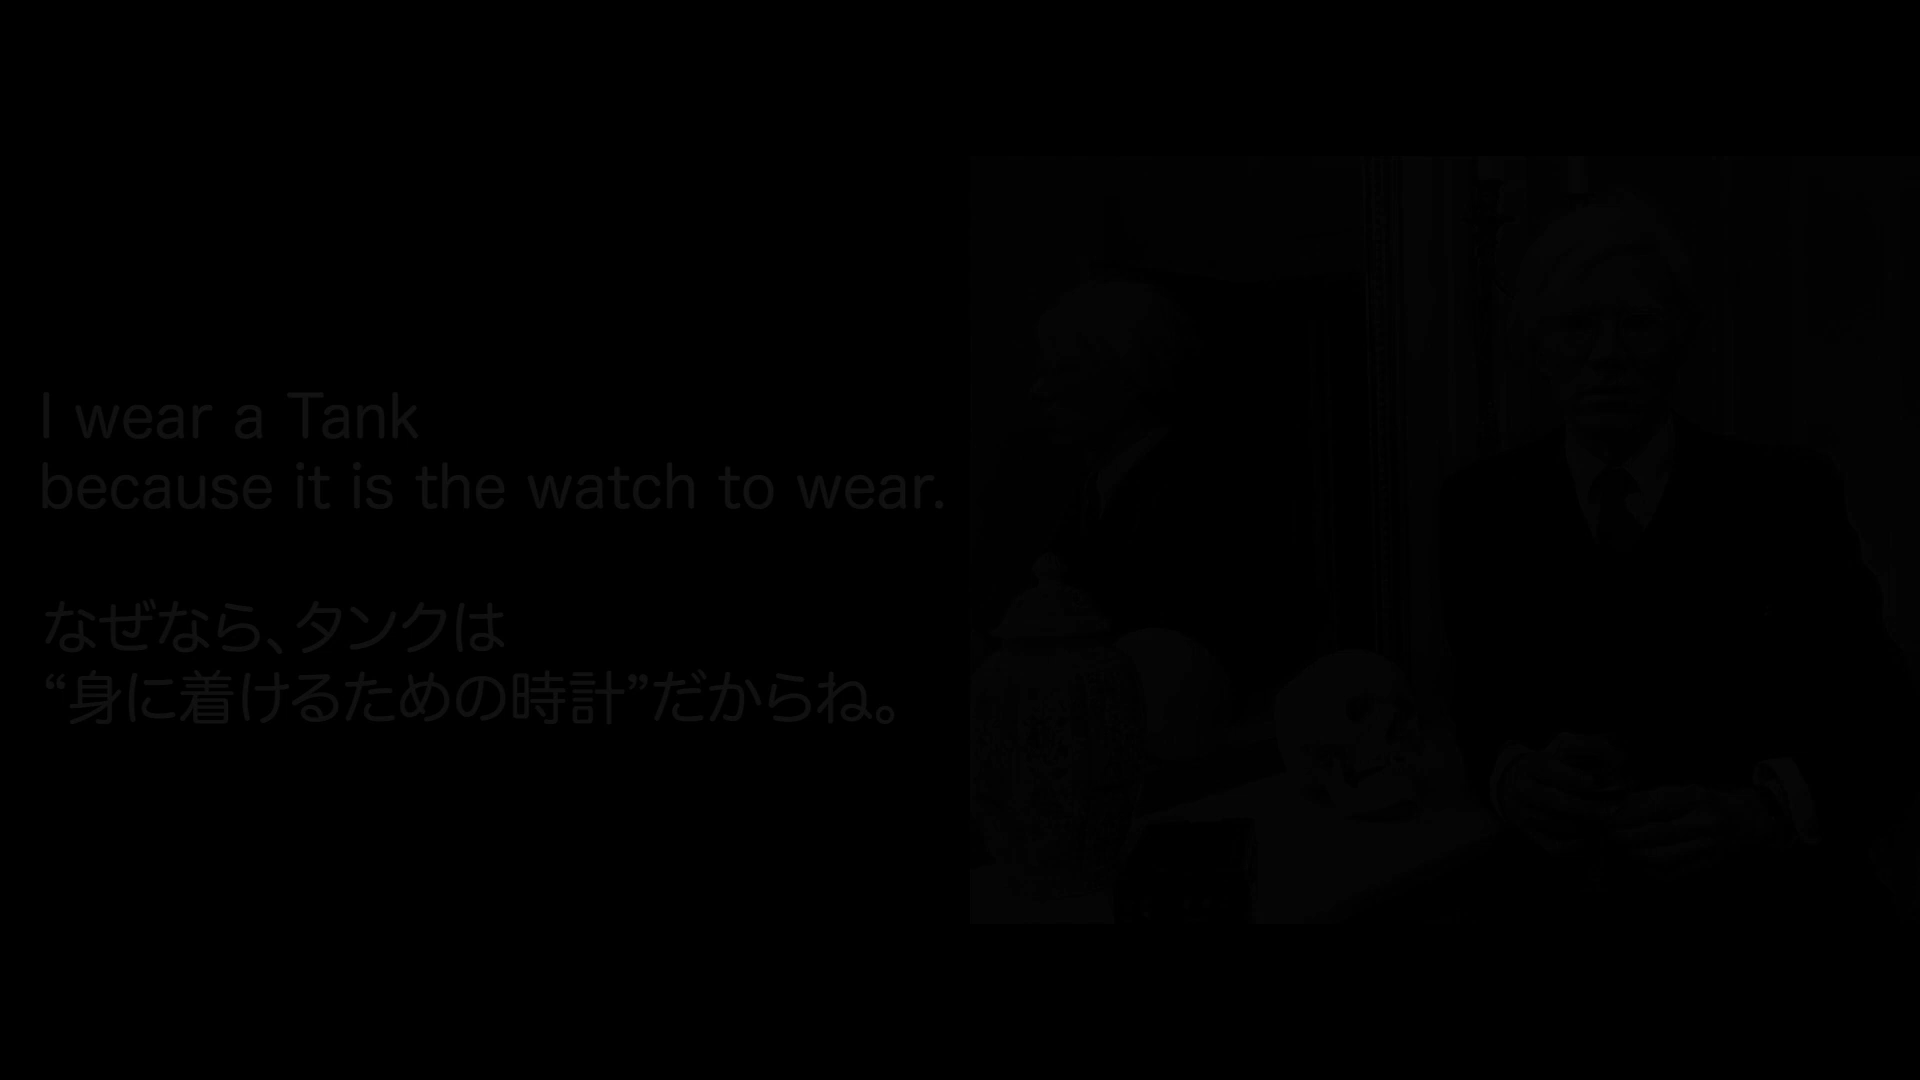 I wear a Tank
because it is the watch to wear.
なぜなら、タンクは
“身に着けるための時計”だからね。